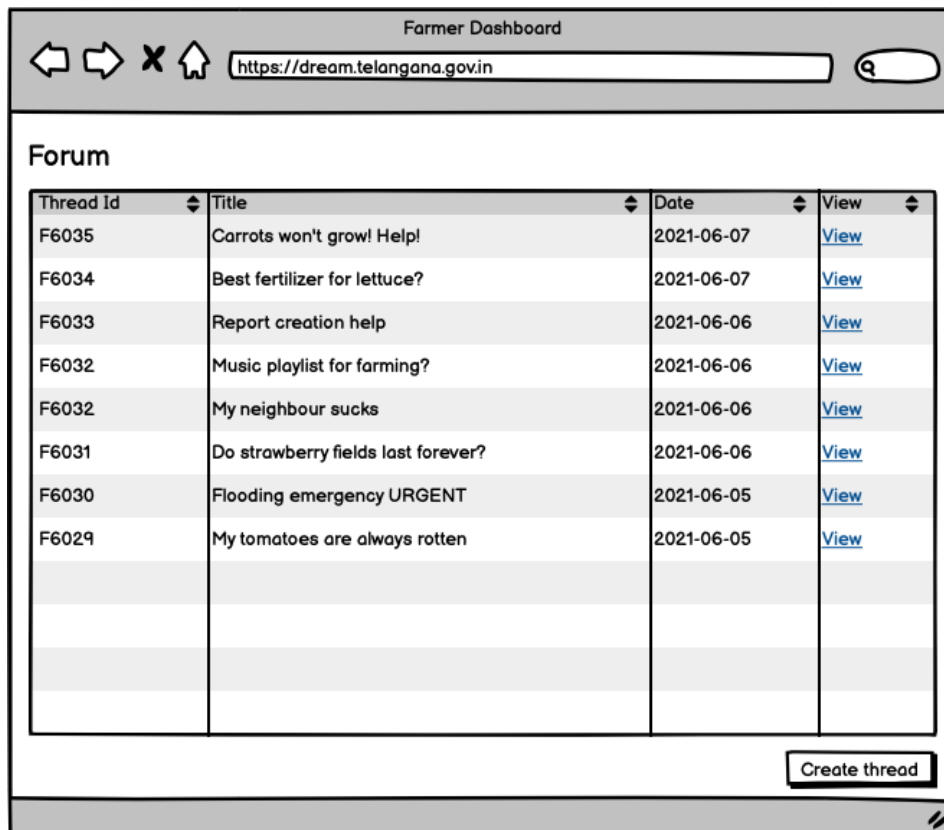 Farmer Dashboard
https://dream.telangana.gov.in
Forum
Thread Id Title Date View
F6035 Carrots won't grow! Help! 2021-06-07 View
F6034 Best fertilizer for lettuce? 2021-06-07 View
F6033 Report creation help 2021-06-06 View
F6032 Music playlist for farming? 2021-06-06 View
F6032 My neighbour sucks 2021-06-06 View
F6031 Do strawberry fields last forever? 2021-06-06 View
F6030 Flooding emergency URGENT 2021-06-05 View
F6029 My tomatoes are always rotten 2021-06-05 View
Create thread